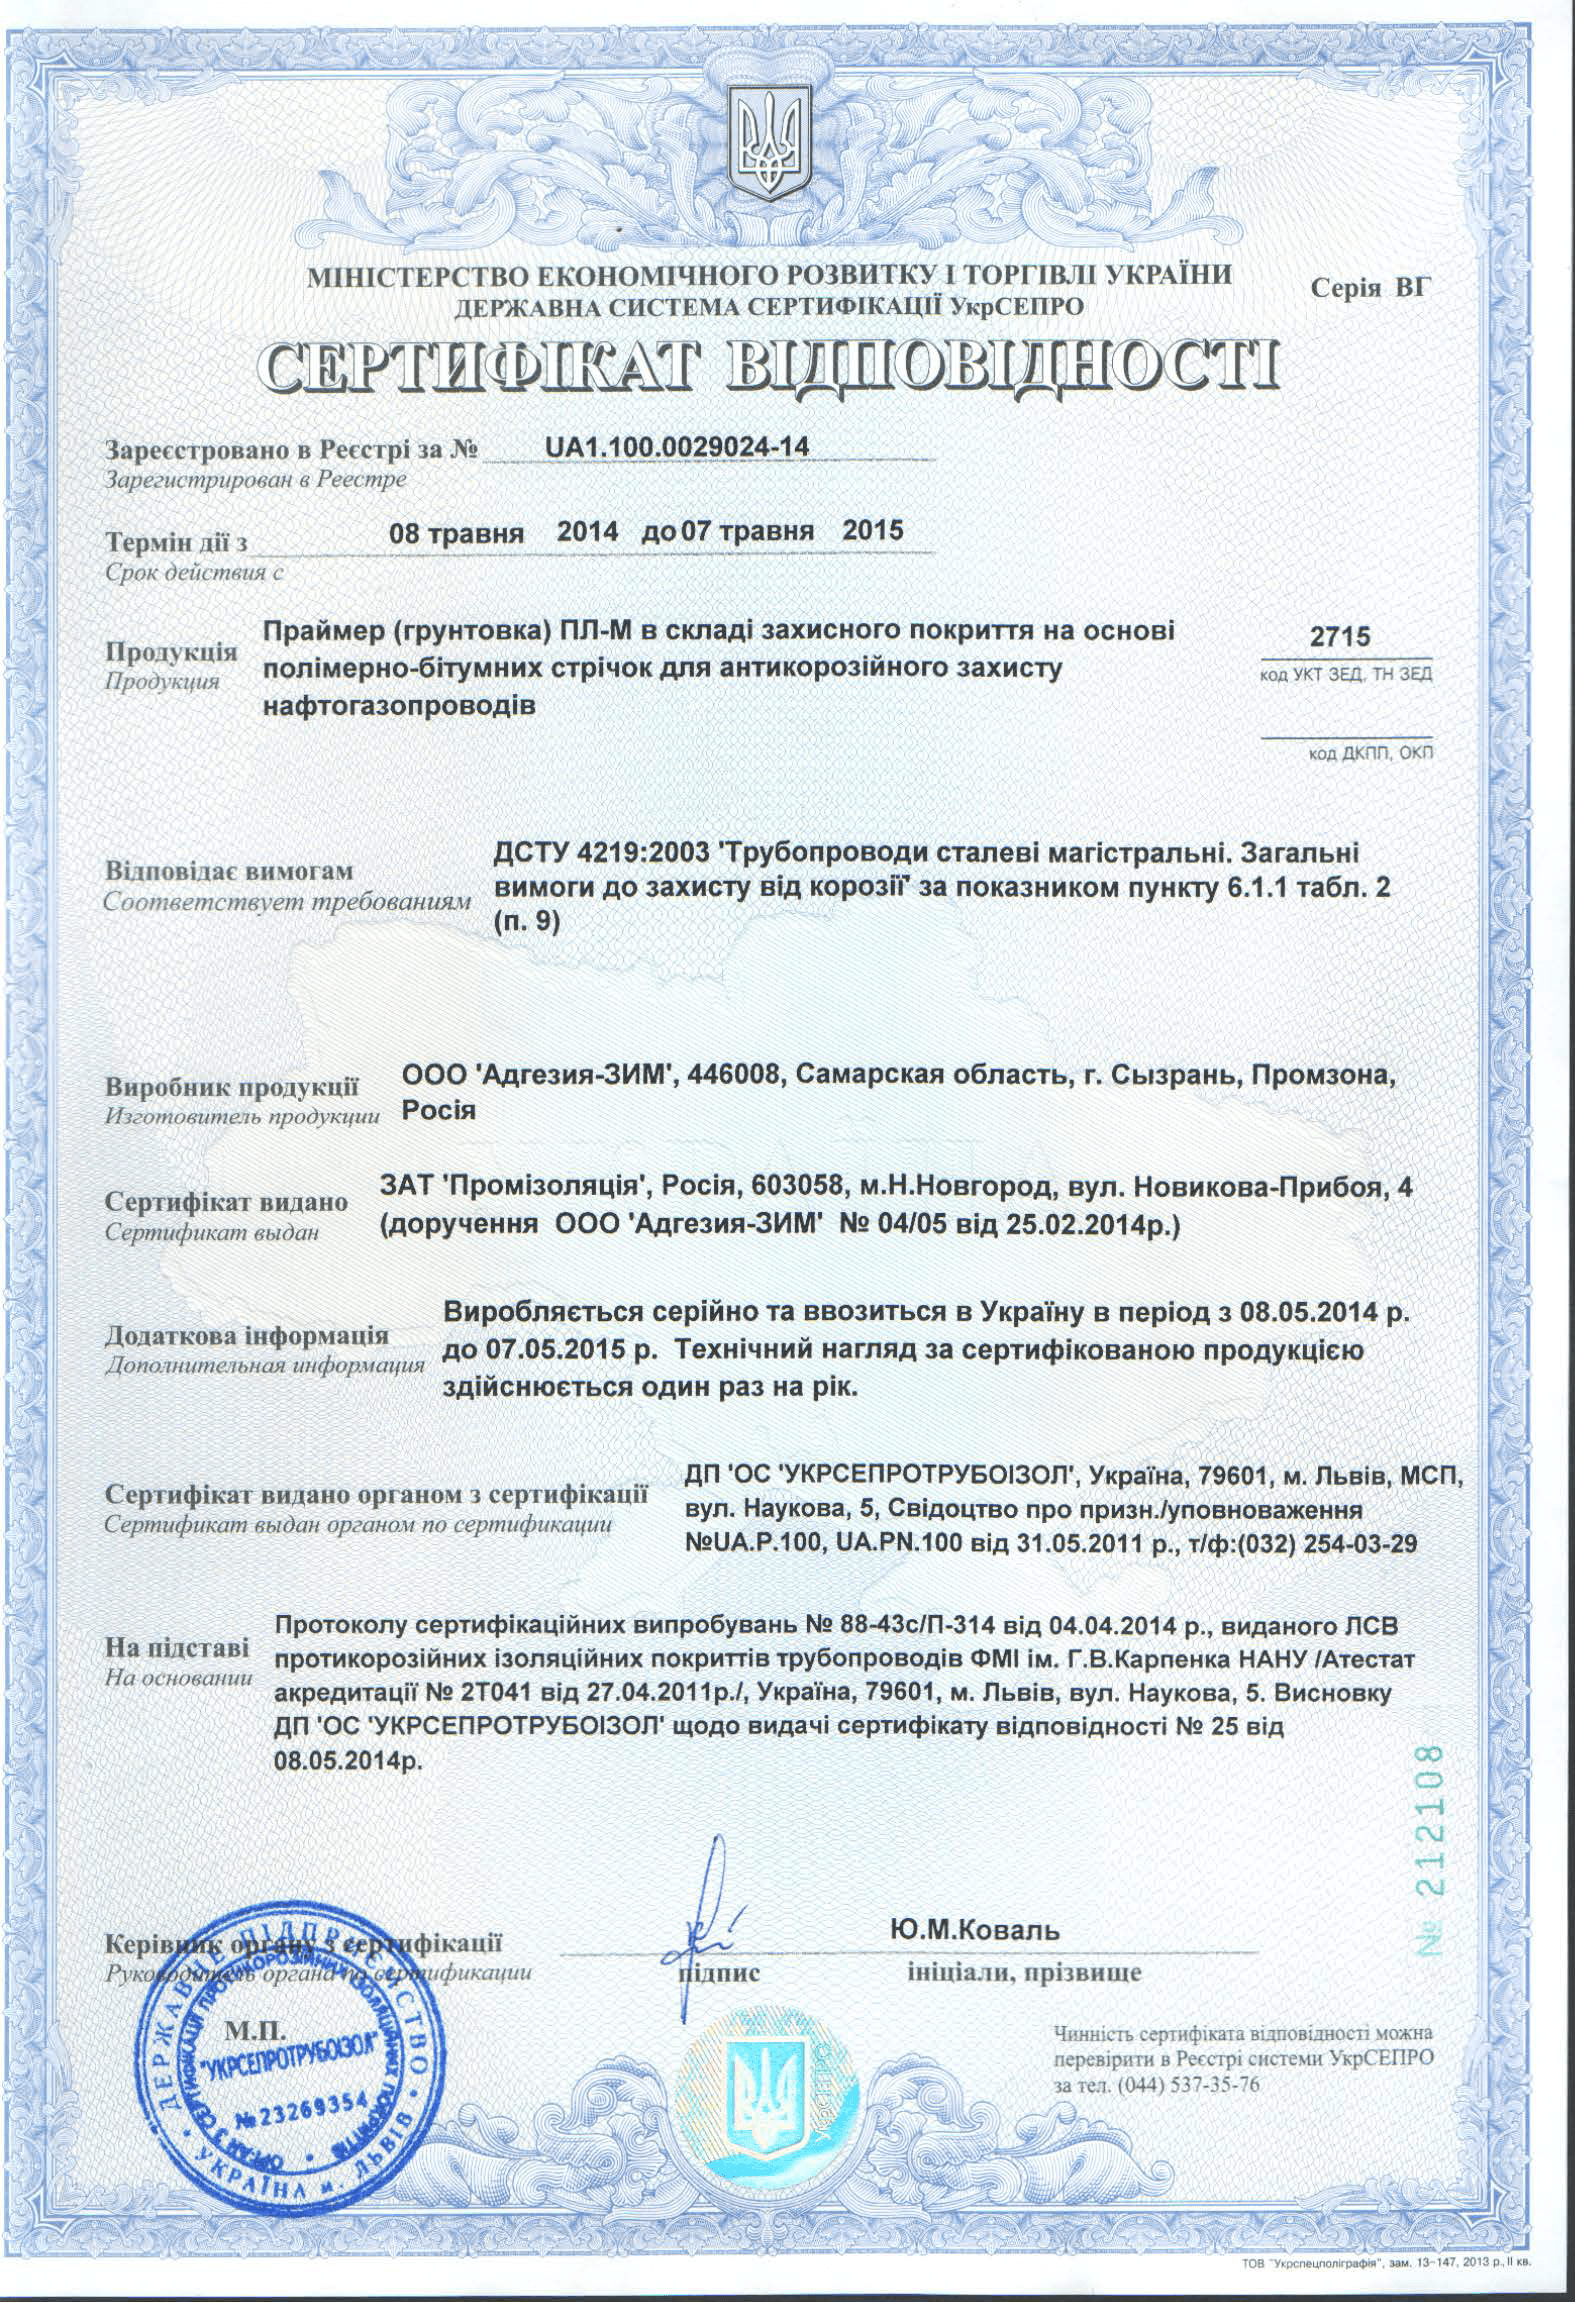 МІНІСТЕРСТВО ЕКОНОМІЧНОГО РОЗВИТКУ І ТОРГІВЛІ УКРАЇНИ
ДЕРЖАВНА СИСТЕМА СЕРТИФІКАЦІЇ УкрСЕПРО
Серія ВГ
СЕРТИФІКАТ ВІДПОВІДНОСТІ
Зареєстровано в Реєстрі за № UA1.100.0029024-14
Зарегистрирован в Реестре
Термін дії з 08 травня 2014 до 07 травня 2015
Срок действия с
Продукція
Продукция
Праймер (грунтовка) ПЛ-М в складі захисного покриття на основі
полімерно-бітумних стрічок для антикорозійного захисту
нафтогазопроводів
2715
код УКТ ЗЕД, ТН ЗЕД
код ДКПП, ОКП
Відповідає вимогам
Соответствует требованиям
ДСТУ 4219:2003 'Трубопроводи сталеві магістральні. Загальні
вимоги до захисту від корозії' за показником пункту 6.1.1 табл. 2
(п. 9)
Виробник продукції
Изготовитель продукции
ООО 'Адгезия-ЗИМ', 446008, Самарская область, г. Сызрань, Промзона,
Росія
Сертифікат видано
Сертификат выдан
ЗАТ 'Промізоляція', Росія, 603058, м.Н.Новгород, вул. Новикова-Прибоя, 4
(доручення ООО 'Адгезия-ЗИМ' № 04/05 від 25.02.2014р.)
Додаткова інформація
Дополнительная информация
Виробляється серійно та ввозиться в Україну в період з 08.05.2014 р.
до 07.05.2015 р. Технічний нагляд за сертифікованою продукцією
здійснюється один раз на рік.
Сертифікат видано органом з сертифікації
Сертификат выдан органом по сертификации
ДП 'ОС 'УКРСЕПРОТРУБОІЗОЛ', Україна, 79601, м. Львів, МСП,
вул. Наукова, 5, Свідоцтво про призн./уповноваження
№UA.P.100, UA.PN.100 від 31.05.2011 р., т/ф:(032) 254-03-29
На підставі
На основании
Протоколу сертифікаційних випробувань № 88-43с/П-314 від 04.04.2014 р., виданого ЛСВ
протикорозійних ізоляційних покриттів трубопроводів ФМІ ім. Г.В.Карпенка НАНУ /Атестат
акредитації № 2Т041 від 27.04.2011р./, Україна, 79601, м. Львів, вул. Наукова, 5. Висновку
ДП 'ОС 'УКРСЕПРОТРУБОІЗОЛ' щодо видачі сертифікату відповідності № 25 від
08.05.2014р.
№ 212108
Керівник органу з сертифікації
Руководитель органа по сертификации
Ю.М.Коваль
підпис
ініціали, прізвище
М.П.
ДЕРЖАВНЕ ПІДПРИЄМСТВО
ОРГАН З СЕРТИФІКАЦІЇ ПРОТИКОРОЗІЙНИХ ІЗОЛЯЦІЙНИХ ПОКРИТТІВ
"УКРСЕПРОТРУБОІЗОЛ"
№ 23269354
УКРАЇНА м. ЛЬВІВ
УКРСЕПРО
Чинність сертифіката відповідності можна
перевірити в Реєстрі системи УкрСЕПРО
за тел. (044) 537-35-76
ТОВ "Укрспецполіграфія", зам. 13-147, 2013 р., II кв.